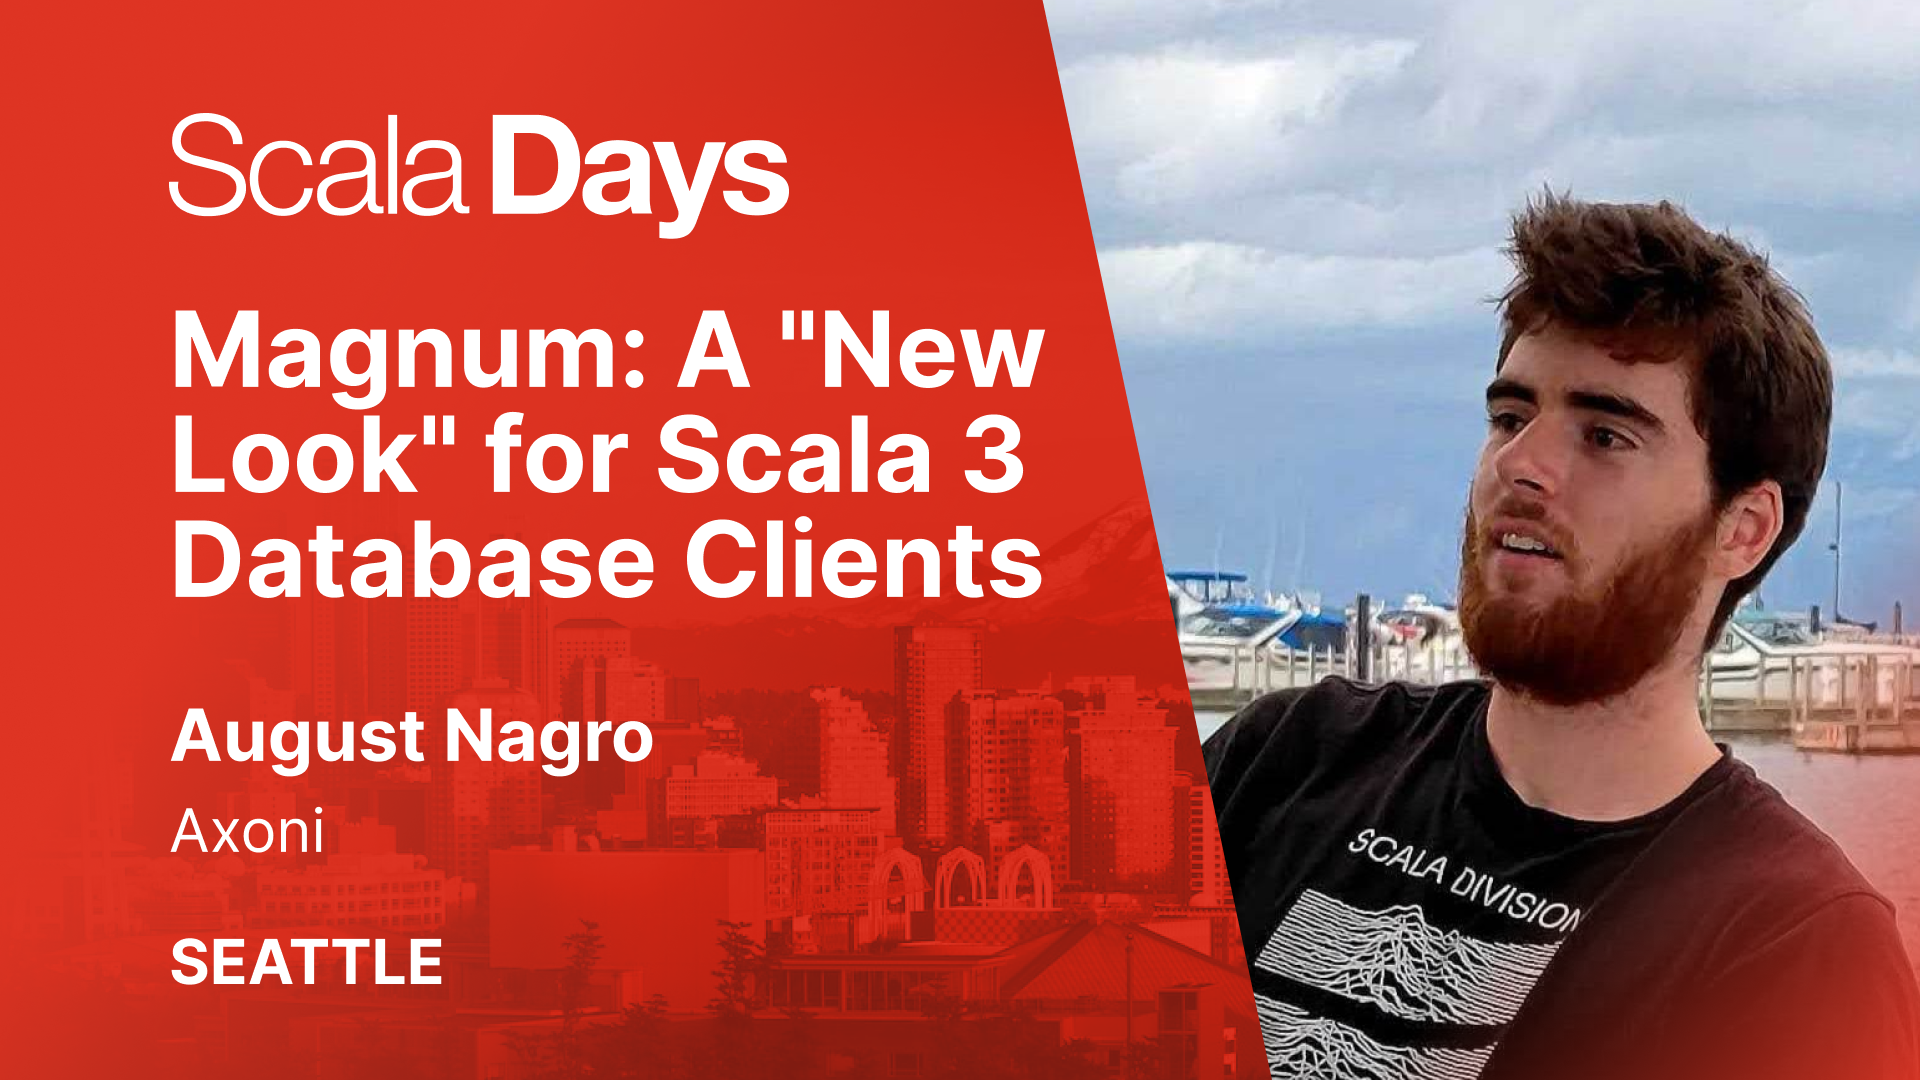 Scala Days
Magnum: A "New
Look" for Scala 3
Database Clients
August Nagro
Axoni
SEATTLE
SCALA DIVISION